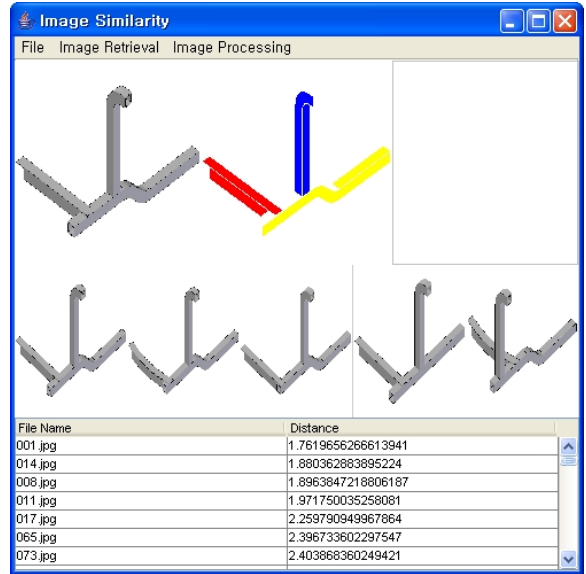 Image Similarity
File Image Retrieval Image Processing
File Name Distance
001.jpg 1.7619656266613941
014.jpg 1.880362883895224
008.jpg 1.8963847218806187
011.jpg 1.971750035258081
017.jpg 2.259790949967864
065.jpg 2.396733602297547
073.jpg 2.403868360249421